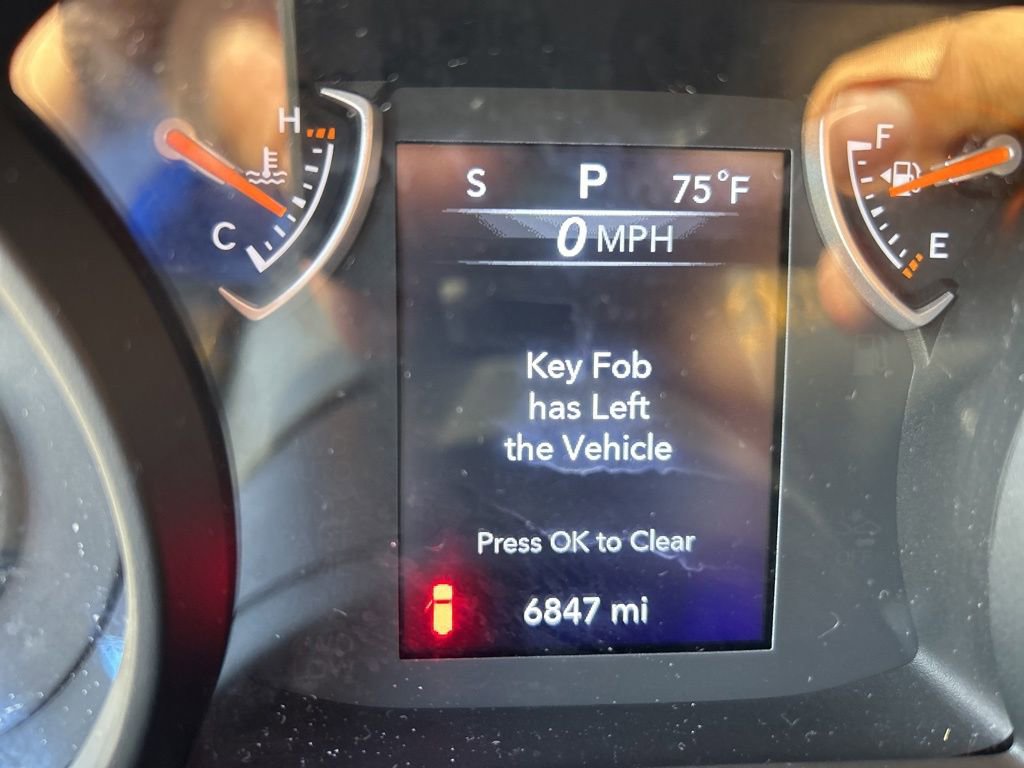 H
C
S P 75°F
0 MPH
F
E
Key Fob
has Left
the Vehicle
Press OK to Clear
6847 mi